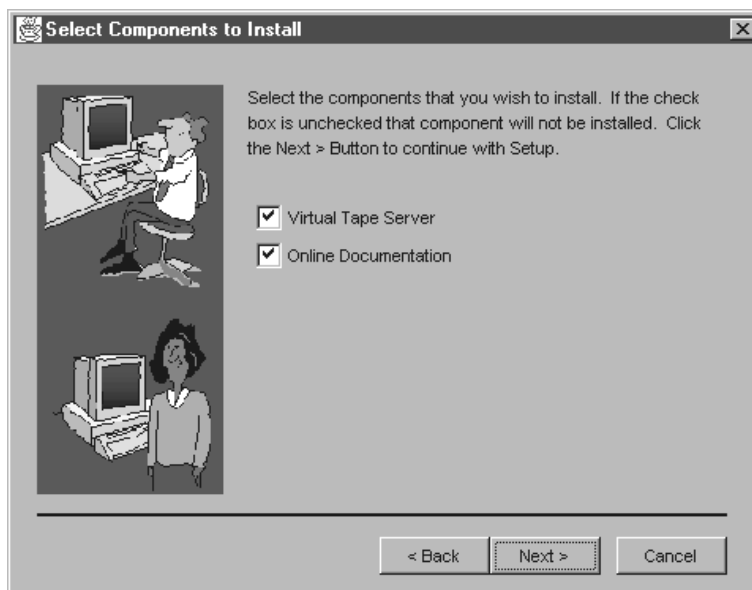 Select Components to Install
Select the components that you wish to install. If the check
box is unchecked that component will not be installed. Click
the Next > Button to continue with Setup.
Virtual Tape Server
Online Documentation
< Back
Next >
Cancel